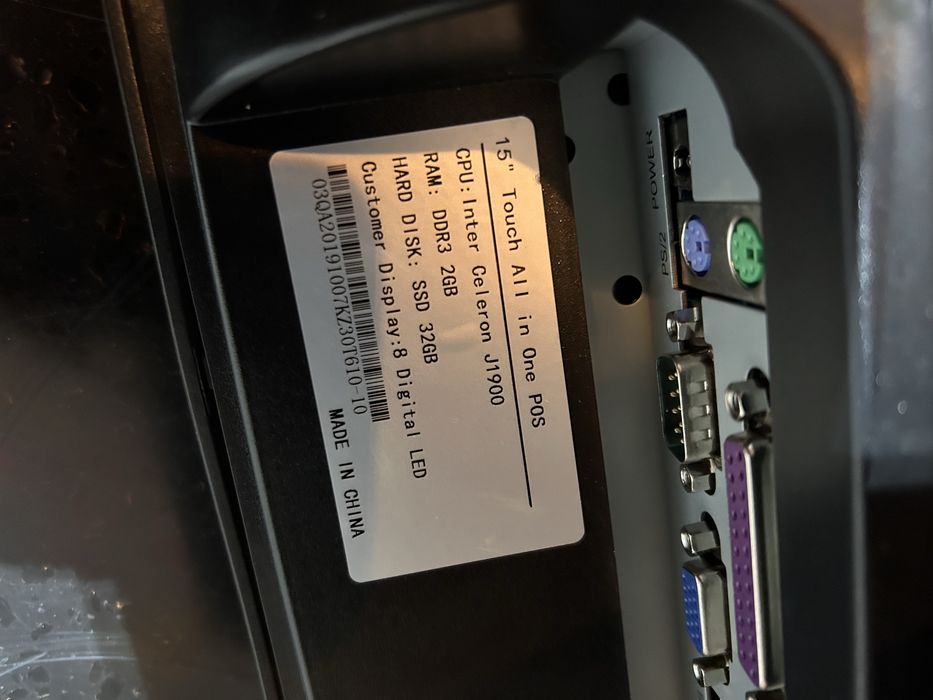 15" Touch All in One POS
CPU:Inter Celeron J1900
RAM: DDR3 2GB
HARD DISK: SSD 32GB
Customer Display:8 Digital LED
03QA20191007KZ30T610-10
MADE IN CHINA
POWER
PS/2